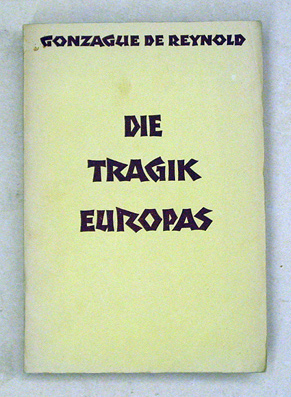 GONZAGUE DE REYNOLD
DIE
TRAGIK
EUROPAS